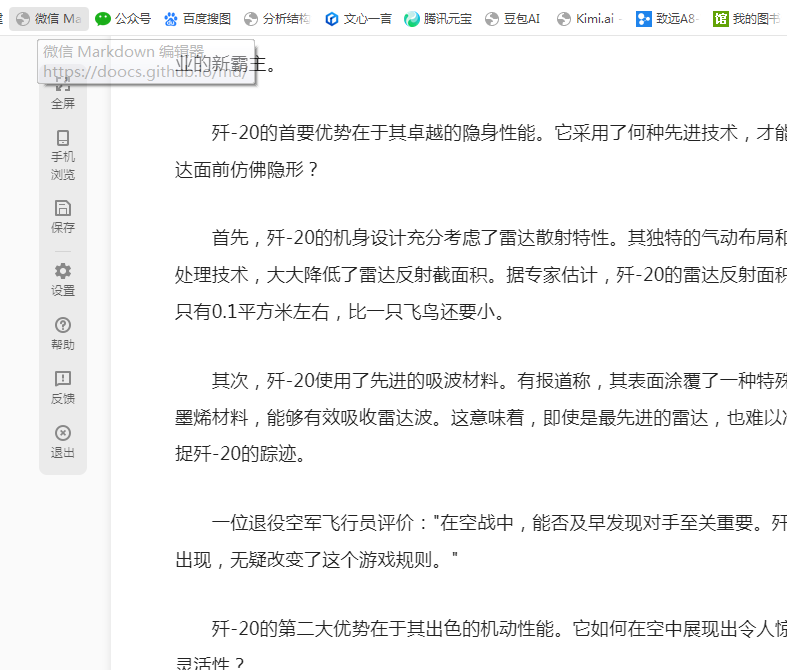 微信 Ma 公众号 百度搜图 分析结构 文心一言 腾讯元宝 豆包AI Kimi.ai - 致远A8- 我的图书
微信 Markdown 编辑器
https://doocs.github.io/md/
业的新霸主。
全屏
手机
浏览
保存
设置
帮助
反馈
退出
歼-20的首要优势在于其卓越的隐身性能。它采用了何种先进技术，才能
达面前仿佛隐形？
首先，歼-20的机身设计充分考虑了雷达散射特性。其独特的气动布局和
处理技术，大大降低了雷达反射截面积。据专家估计，歼-20的雷达反射面积
只有0.1平方米左右，比一只飞鸟还要小。
其次，歼-20使用了先进的吸波材料。有报道称，其表面涂覆了一种特殊
墨烯材料，能够有效吸收雷达波。这意味着，即使是最先进的雷达，也难以准
捉歼-20的踪迹。
一位退役空军飞行员评价："在空战中，能否及早发现对手至关重要。歼
出现，无疑改变了这个游戏规则。"
歼-20的第二大优势在于其出色的机动性能。它如何在空中展现出令人惊
灵活性？